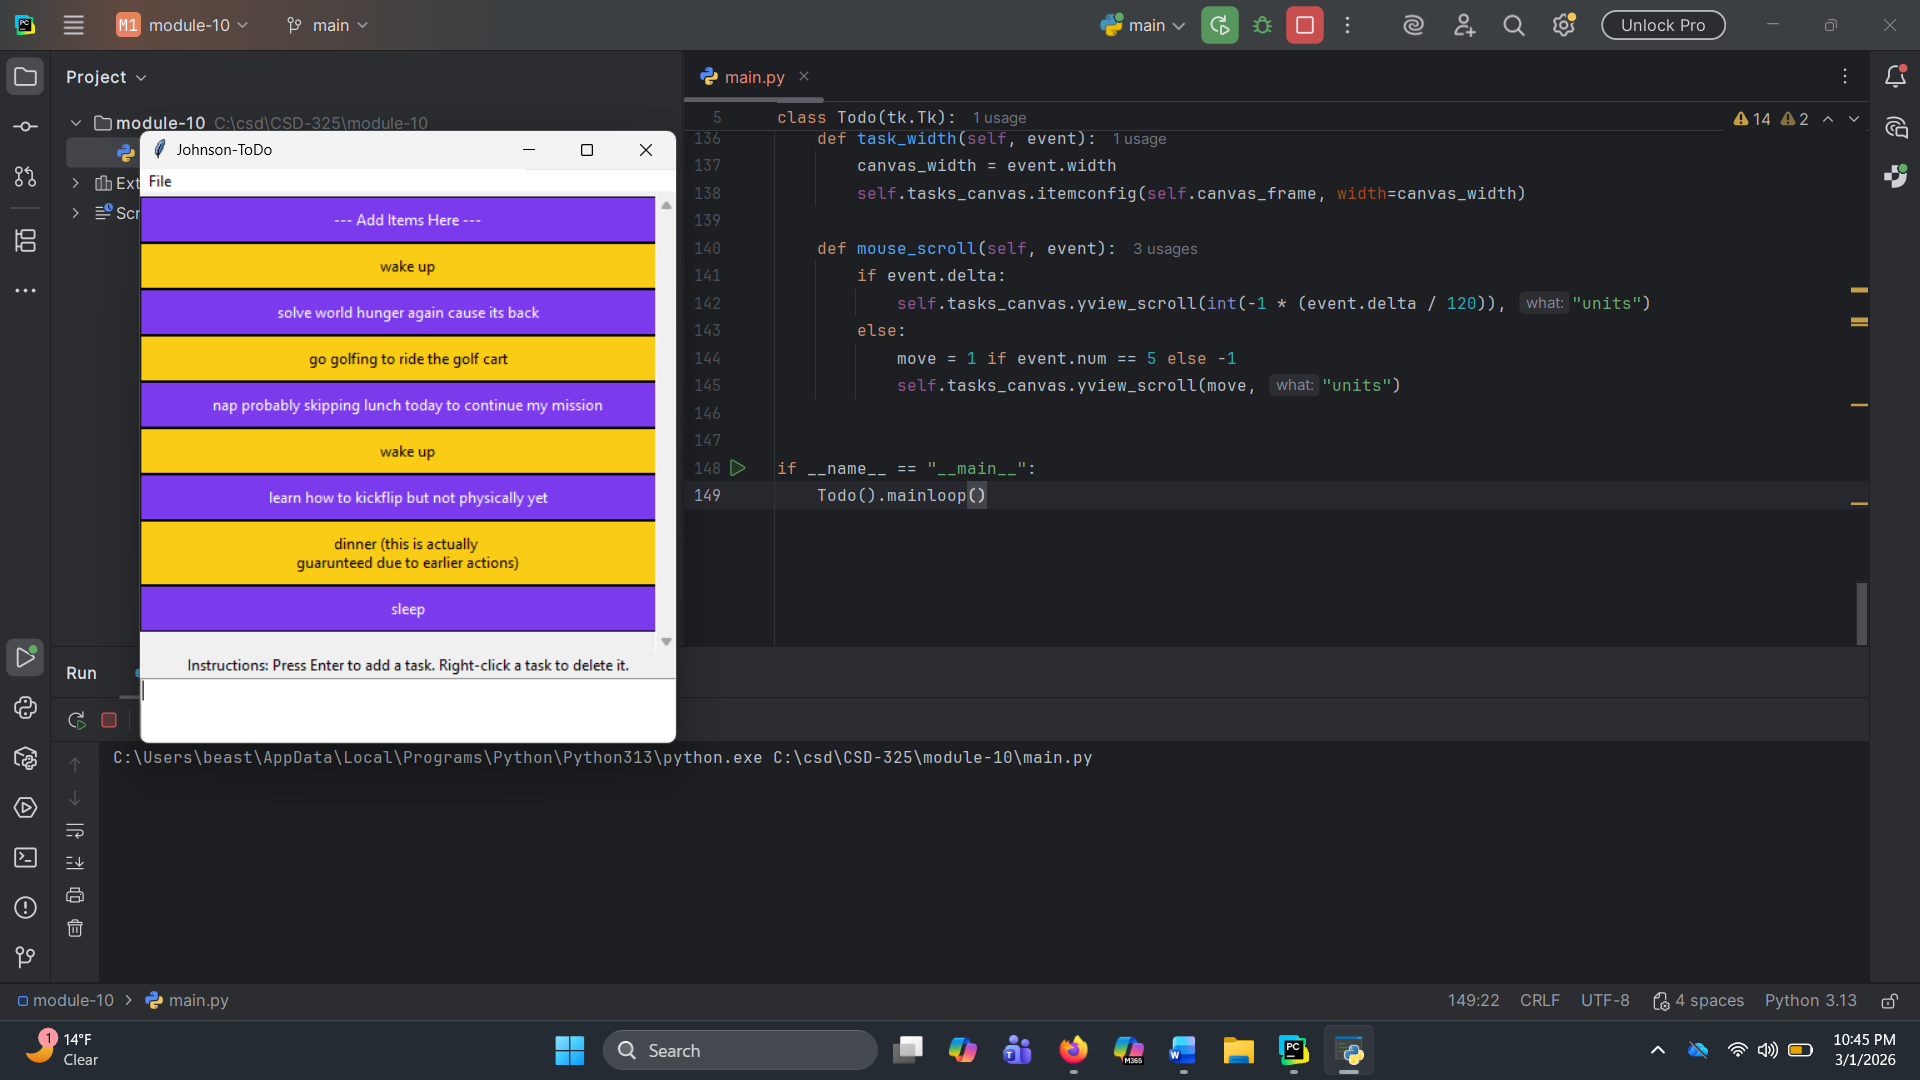 M1 module-10
main
main
Unlock Pro
Project
main.py
module-10 C:\csd\CSD-325\module-10
Ext
Scr
Johnson-ToDo
File
--- Add Items Here ---
wake up
solve world hunger again cause its back
go golfing to ride the golf cart
nap probably skipping lunch today to continue my mission
wake up
learn how to kickflip but not physically yet
dinner (this is actually
guarunteed due to earlier actions)
sleep
Instructions: Press Enter to add a task. Right-click a task to delete it.
5 class Todo(tk.Tk): 1 usage
14 2
136 def task_width(self, event): 1 usage
137 canvas_width = event.width
138 self.tasks_canvas.itemconfig(self.canvas_frame, width=canvas_width)
139
140 def mouse_scroll(self, event): 3 usages
141 if event.delta:
142 self.tasks_canvas.yview_scroll(int(-1 * (event.delta / 120)), what: "units")
143 else:
144 move = 1 if event.num == 5 else -1
145 self.tasks_canvas.yview_scroll(move, what: "units")
146
147
148 if __name__ == "__main__":
149 Todo().mainloop()
Run
C:\Users\beast\AppData\Local\Programs\Python\Python313\python.exe C:\csd\CSD-325\module-10\main.py
module-10 > main.py
149:22 CRLF UTF-8 4 spaces Python 3.13
1
14°F
Clear
Search
M365
10:45 PM
3/1/2026